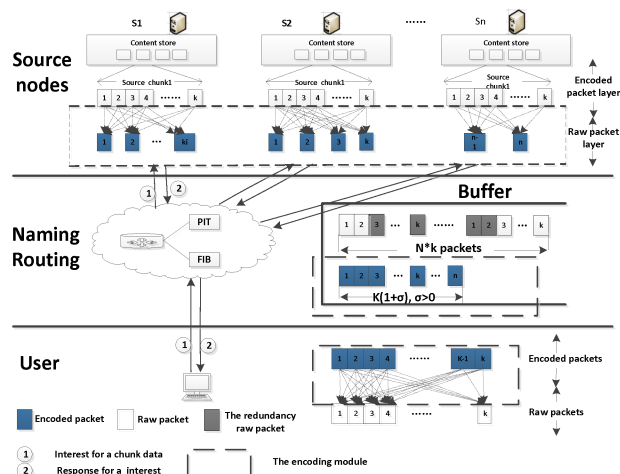 S1
S2
......
Sn
Content store
Content store
Content store
Source nodes
Source chunk1
Source chunk1
Source chunk1
Encoded packet layer
1 2 3 4 ...... k
1 2 3 4 ...... k
1 2 3 4 ...... k
Raw packet layer
1 2 ... ki
1 2 3 k
n-1 n
1 2
Buffer
Naming Routing
PIT
FIB
1 2 3 ... k ...... 1 2 3 ... k
N*k packets
1 2 3 ... k ... n
K(1+σ), σ>0
1 2
User
1 2 3 4 ...... K-1 k
Encoded packets
1 2 3 4 ...... k
Raw packets
Encoded packet
Raw packet
The redundancy raw packet
1 Interest for a chunk data
2 Response for a interest
The encoding module